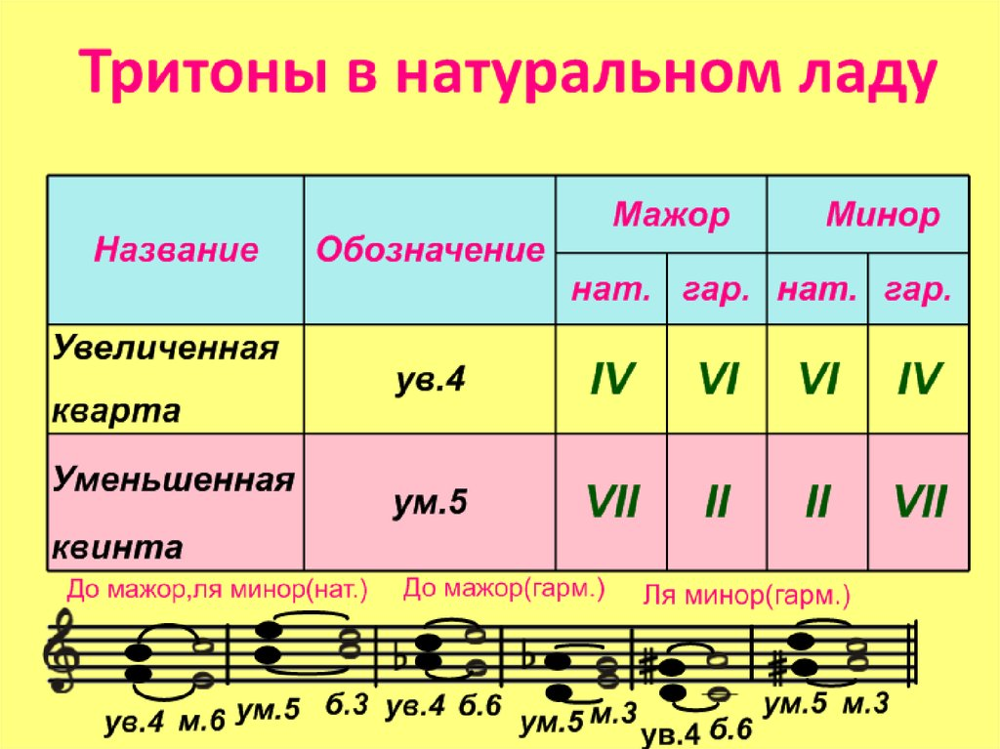 Тритоны в натуральном ладу
Название Обозначение Мажор Минор
нат. гар. нат. гар.
Увеличенная
кварта
ув.4 IV VI VI IV
Уменьшенная
квинта
ум.5 VII II II VII
До мажор,ля минор(нат.) До мажор(гарм.) Ля минор(гарм.)
ув.4 м.6 ум.5 б.3 ув.4 б.6 ум.5 м.3 ув.4 б.6 ум.5 м.3